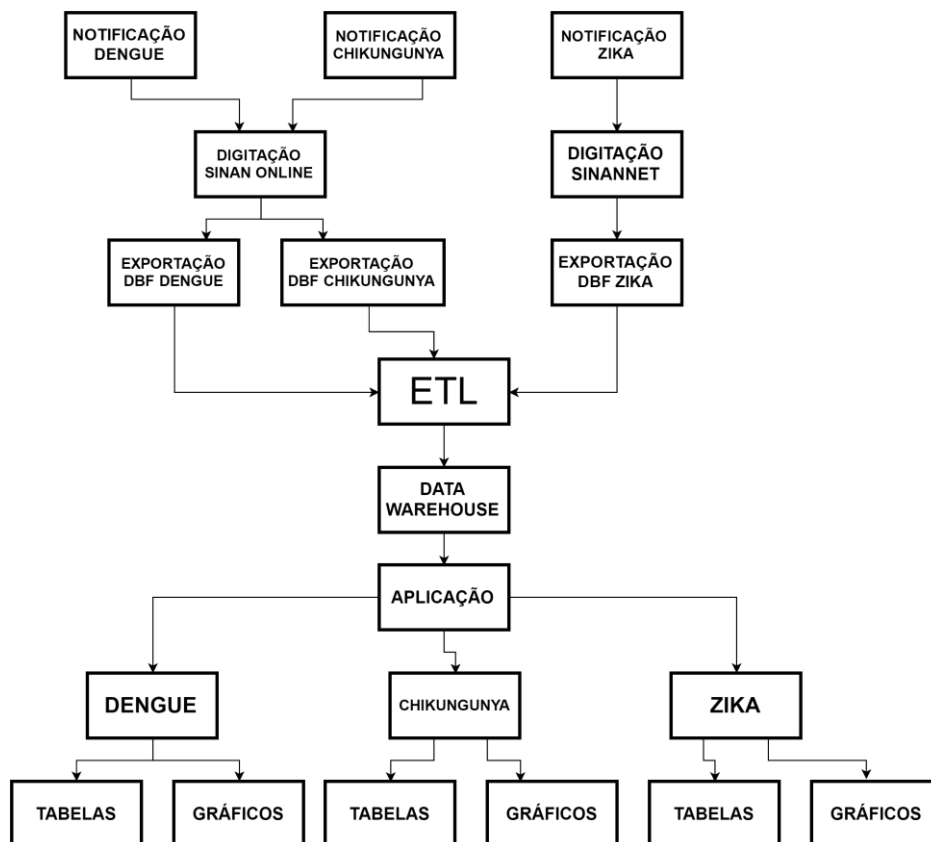 NOTIFICAÇÃO
DENGUE
NOTIFICAÇÃO
CHIKUNGUNYA
NOTIFICAÇÃO
ZIKA
DIGITAÇÃO
SINAN ONLINE
DIGITAÇÃO
SINANNET
EXPORTAÇÃO
DBF DENGUE
EXPORTAÇÃO
DBF CHIKUNGUNYA
EXPORTAÇÃO
DBF ZIKA
ETL
DATA
WAREHOUSE
APLICAÇÃO
DENGUE
CHIKUNGUNYA
ZIKA
TABELAS
GRÁFICOS
TABELAS
GRÁFICOS
TABELAS
GRÁFICOS